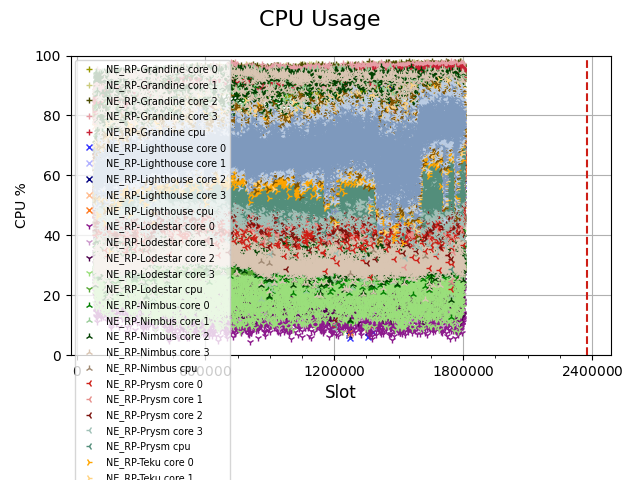 CPU Usage
100
80
60
40
20
0
CPU %
NE_RP-Grandine core 0
NE_RP-Grandine core 1
NE_RP-Grandine core 2
NE_RP-Grandine core 3
NE_RP-Grandine cpu
NE_RP-Lighthouse core 0
NE_RP-Lighthouse core 1
NE_RP-Lighthouse core 2
NE_RP-Lighthouse core 3
NE_RP-Lighthouse cpu
NE_RP-Lodestar core 0
NE_RP-Lodestar core 1
NE_RP-Lodestar core 2
NE_RP-Lodestar core 3
NE_RP-Lodestar cpu
NE_RP-Nimbus core 0
NE_RP-Nimbus core 1
NE_RP-Nimbus core 2
NE_RP-Nimbus core 3
NE_RP-Nimbus cpu
NE_RP-Prysm core 0
NE_RP-Prysm core 1
NE_RP-Prysm core 2
NE_RP-Prysm core 3
NE_RP-Prysm cpu
NE_RP-Teku core 0
NE_RP-Teku core 1
0 600000 1200000 1800000 2400000
Slot